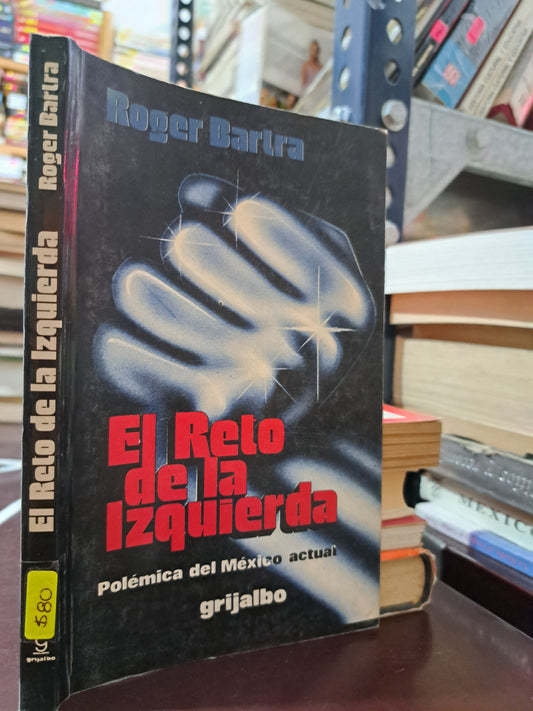 Roger Bartra
El Reto
de la
Izquierda
Polémica del México actual
grijalbo
El Reto de la Izquierda Roger Bartra
$80
grijalbo
MEXICO